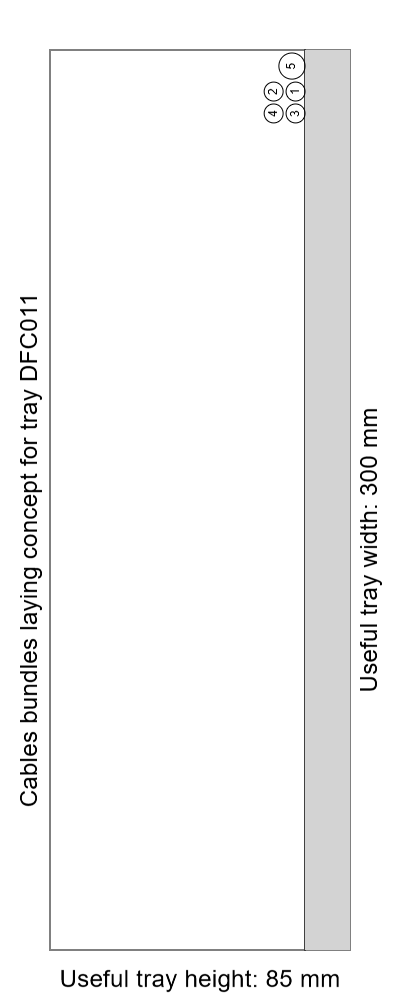 Cables bundles laying concept for tray DFC011
5
2 1
4 3
Useful tray width: 300 mm
Useful tray height: 85 mm